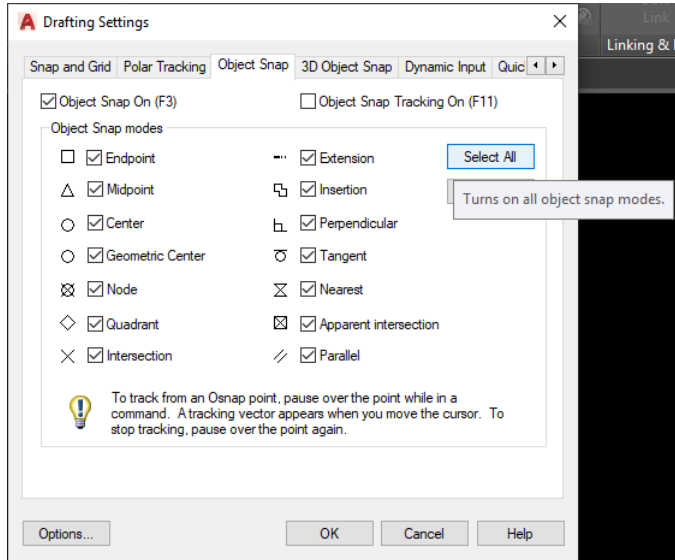 Drafting Settings
Link
Linking &
Snap and Grid Polar Tracking Object Snap 3D Object Snap Dynamic Input Quic
Object Snap On (F3) Object Snap Tracking On (F11)
Object Snap modes
Endpoint Extension Select All
Midpoint Insertion
Turns on all object snap modes.
Center Perpendicular
Geometric Center Tangent
Node Nearest
Quadrant Apparent intersection
Intersection Parallel
To track from an Osnap point, pause over the point while in a
command. A tracking vector appears when you move the cursor. To
stop tracking, pause over the point again.
Options... OK Cancel Help